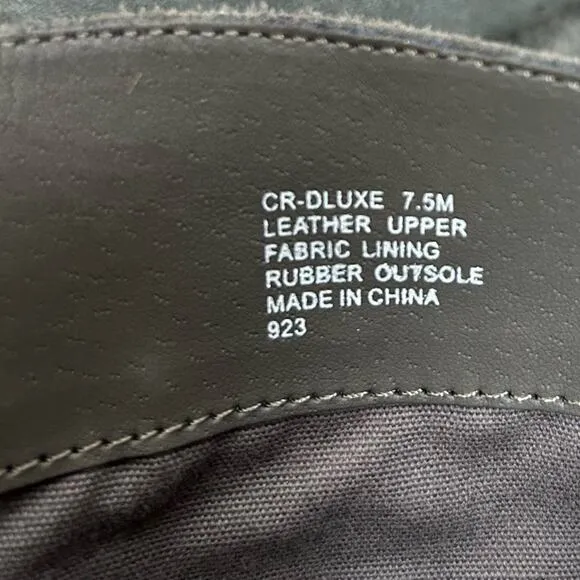 CR-DLUXE 7.5M
LEATHER UPPER
FABRIC LINING
RUBBER OUTSOLE
MADE IN CHINA
923